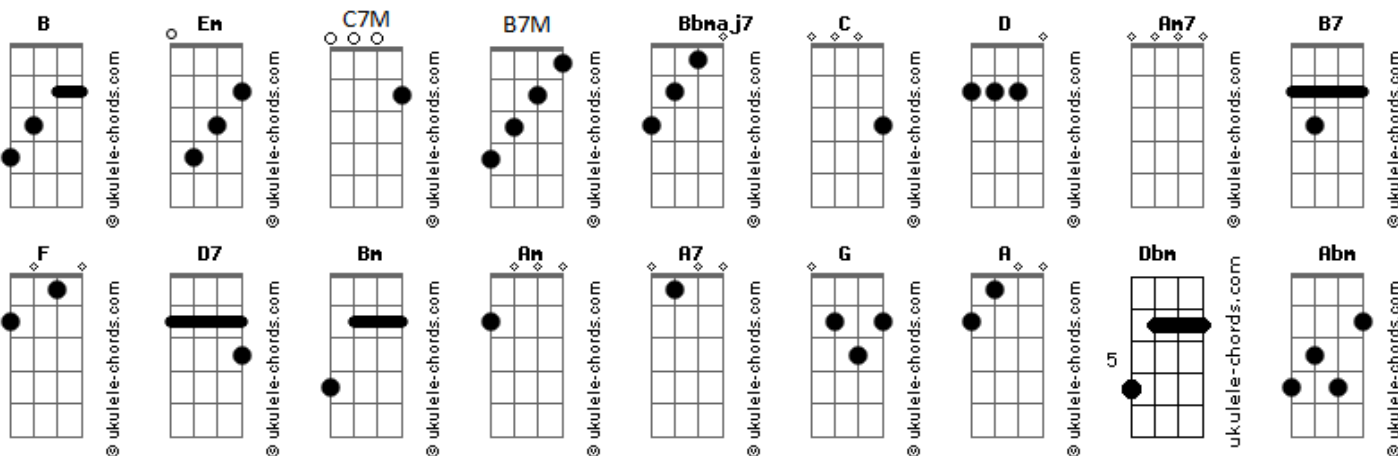 B Em C7M B7M Bbmaj7 C D Am7 B7
© ukulele-chords.com © ukulele-chords.com © ukulele-chords.com © ukulele-chords.com © ukulele-chords.com © ukulele-chords.com © ukulele-chords.com © ukulele-chords.com © ukulele-chords.com
F D7 Bm Am A7 G A Dbm Abm
5
© ukulele-chords.com © ukulele-chords.com © ukulele-chords.com © ukulele-chords.com © ukulele-chords.com © ukulele-chords.com © ukulele-chords.com ukulele-chords.com © ukulele-chords.com